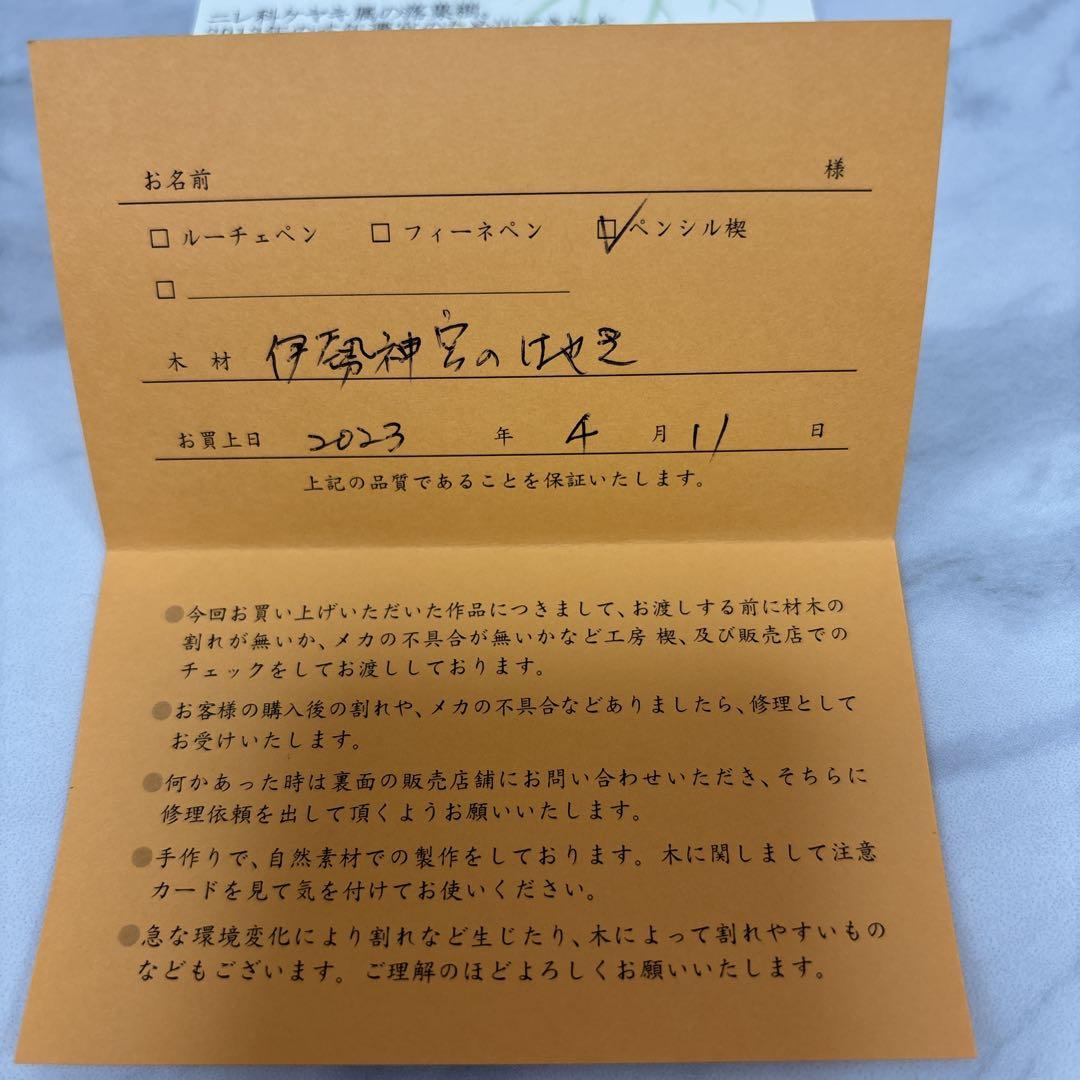 ニレ科ケヤキ属の落葉樹
お名前 様
□ ルーチェペン □ フィーネペン ☑ ペンシル楔
□
木 材 伊勢神宮のけやき
お買上日 2023 年 4 月 11 日
上記の品質であることを保証いたします。
●今回お買い上げいただいた作品につきまして、お渡しする前に材木の
割れが無いか、メカの不具合が無いかなど工房 楔、及び販売店での
チェックをしてお渡ししております。
●お客様の購入後の割れや、メカの不具合などありましたら、修理として
お受けいたします。
●何かあった時は裏面の販売店舗にお問い合わせいただき、そちらに
修理依頼を出して頂くようお願いいたします。
●手作りで、自然素材での製作をしております。木に関しまして注意
カードを見て気を付けてお使いください。
●急な環境変化により割れなど生じたり、木によって割れやすいもの
などもございます。ご理解のほどよろしくお願いいたします。